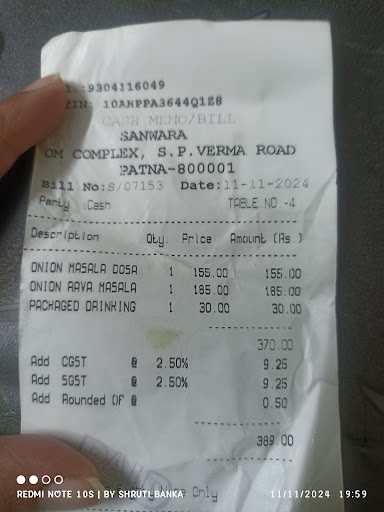 :9304116049
TIN: 10AHPPA3644Q1Z8
CASH MEMO/BILL
SANWARA
OM COMPLEX, S.P.VERMA ROAD
PATNA-800001
Bill No:S/07153 Date:11-11-2024
Party :Cash TABLE NO -4
Description Qty. Price Amount (Rs.)
ONION MASALA DOSA 1 155.00 155.00
ONION RAVA MASALA 1 185.00 185.00
PACKAGED DRINKING 1 30.00 30.00
370.00
Add CGST @ 2.50% 9.25
Add SGST @ 2.50% 9.25
Add Rounded Of @ 0.50
389.00
PAID
Only
REDMI NOTE 10S | BY SHRUTI BANKA 11/11/2024 19:59